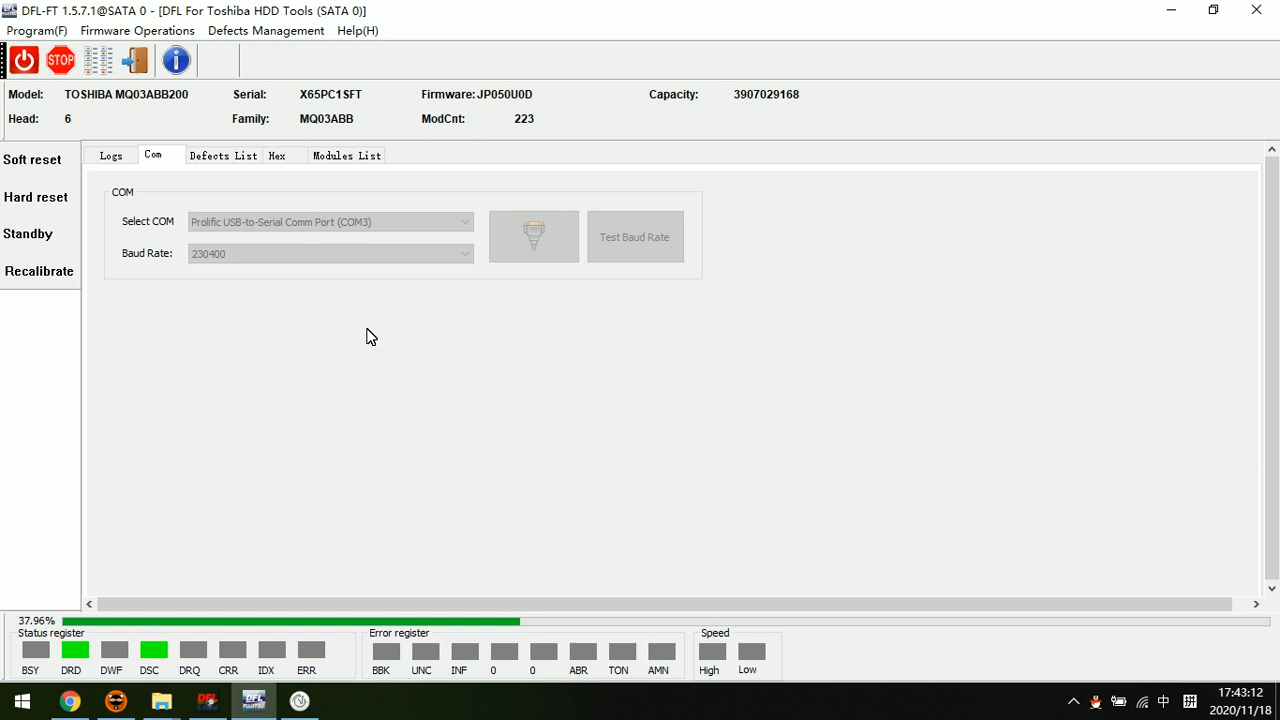 DFL-FT 1.5.7.1@SATA 0 - [DFL For Toshiba HDD Tools (SATA 0)]
Program(F) Firmware Operations Defects Management Help(H)
STOP
Model: TOSHIBA MQ03ABB200 Serial: X65PC1SFT Firmware: JP050U0D Capacity: 3907029168
Head: 6 Family: MQ03ABB ModCnt: 223
Soft reset
Hard reset
Standby
Recalibrate
Logs Com Defects List Hex Modules List
COM
Select COM Prolific USB-to-Serial Comm Port (COM3)
Baud Rate: 230400
Test Baud Rate
37.96%
Status register Error register Speed
BSY DRD DWF DSC DRQ CRR IDX ERR BBK UNC INF 0 0 ABR TON AMN High Low
DFL
DFL
中 拼
17:43:12
2020/11/18